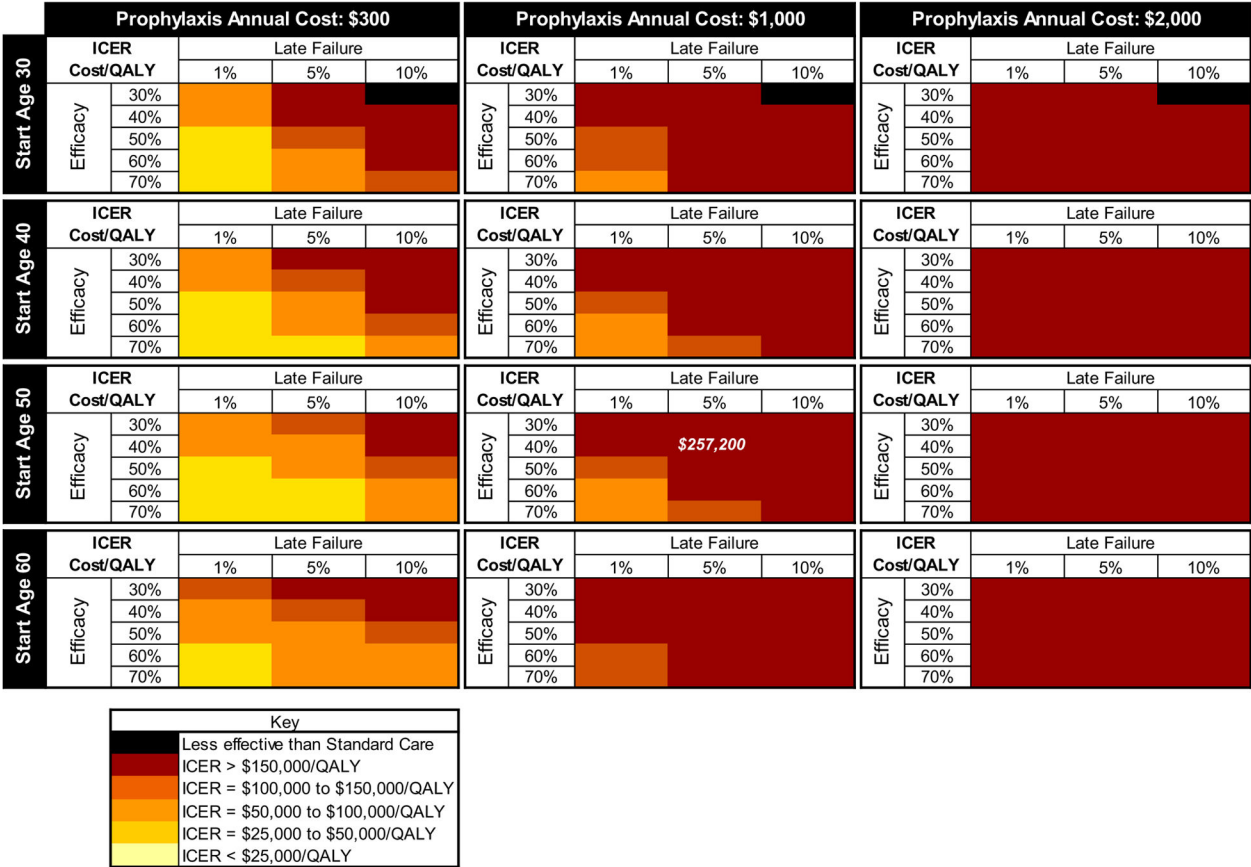 Prophylaxis Annual Cost: $300 Prophylaxis Annual Cost: $1,000 Prophylaxis Annual Cost: $2,000
Start Age 30
ICER Late Failure ICER Late Failure ICER Late Failure
Cost/QALY 1% 5% 10% Cost/QALY 1% 5% 10% Cost/QALY 1% 5% 10%
Efficacy Efficacy Efficacy
30% 30% 30%
40% 40% 40%
50% 50% 50%
60% 60% 60%
70% 70% 70%
Start Age 40
ICER Late Failure ICER Late Failure ICER Late Failure
Cost/QALY 1% 5% 10% Cost/QALY 1% 5% 10% Cost/QALY 1% 5% 10%
Efficacy Efficacy Efficacy
30% 30% 30%
40% 40% 40%
50% 50% 50%
60% 60% 60%
70% 70% 70%
Start Age 50
ICER Late Failure ICER Late Failure ICER Late Failure
Cost/QALY 1% 5% 10% Cost/QALY 1% 5% 10% Cost/QALY 1% 5% 10%
Efficacy Efficacy Efficacy
30% 30% 30%
40% 40% $257,200 40%
50% 50% 50%
60% 60% 60%
70% 70% 70%
Start Age 60
ICER Late Failure ICER Late Failure ICER Late Failure
Cost/QALY 1% 5% 10% Cost/QALY 1% 5% 10% Cost/QALY 1% 5% 10%
Efficacy Efficacy Efficacy
30% 30% 30%
40% 40% 40%
50% 50% 50%
60% 60% 60%
70% 70% 70%
Key
Less effective than Standard Care
ICER > $150,000/QALY
ICER = $100,000 to $150,000/QALY
ICER = $50,000 to $100,000/QALY
ICER = $25,000 to $50,000/QALY
ICER < $25,000/QALY